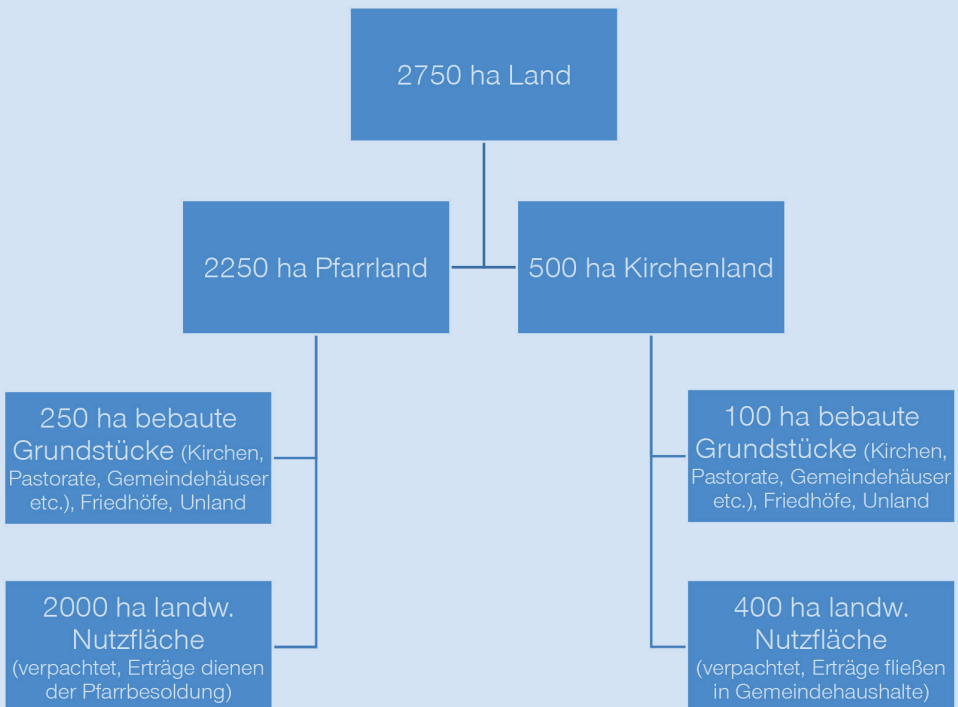 2750 ha Land
2250 ha Pfarrland
500 ha Kirchenland
250 ha bebaute
Grundstücke (Kirchen,
Pastorate, Gemeindehäuser
etc.), Friedhöfe, Unland
100 ha bebaute
Grundstücke (Kirchen,
Pastorate, Gemeindehäuser
etc.), Friedhöfe, Unland
2000 ha landw.
Nutzfläche
(verpachtet, Erträge dienen
der Pfarrbesoldung)
400 ha landw.
Nutzfläche
(verpachtet, Erträge fließen
in Gemeindehaushalte)